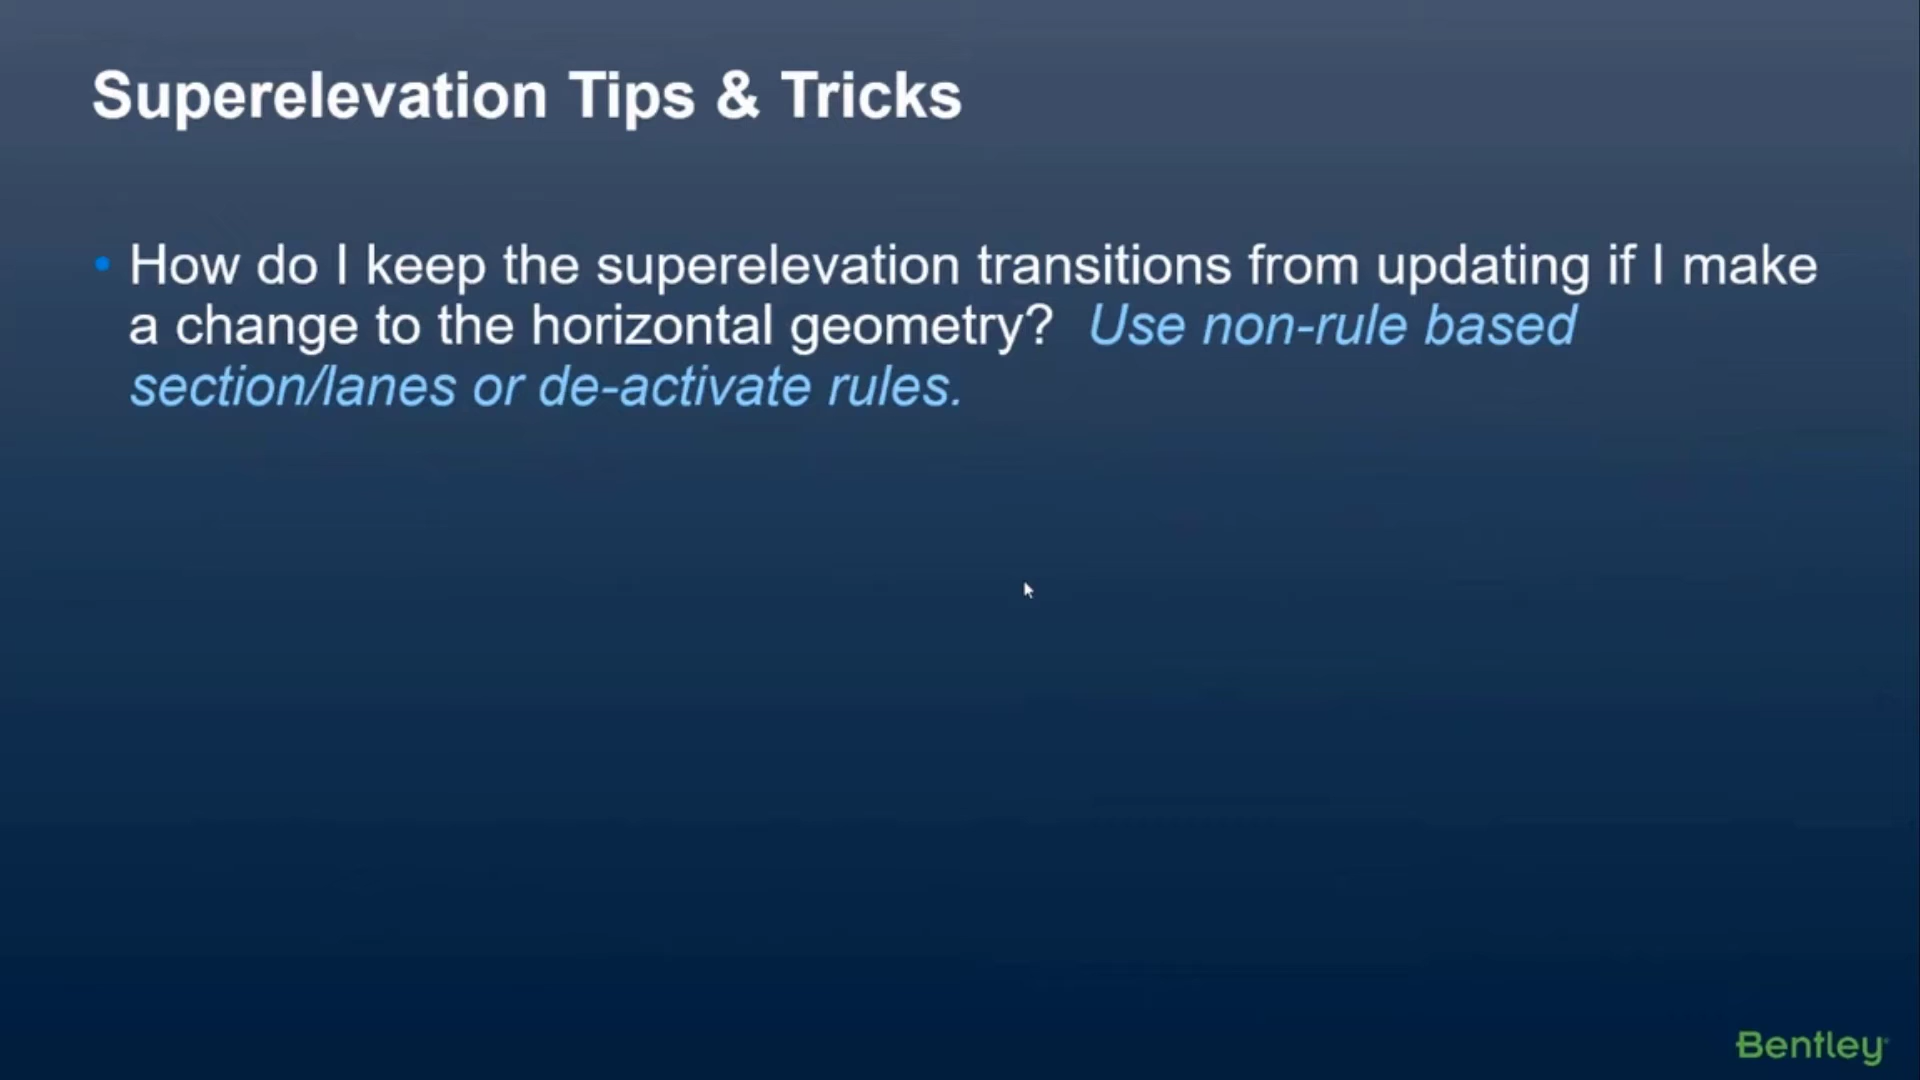 Superelevation Tips & Tricks
• How do I keep the superelevation transitions from updating if I make
a change to the horizontal geometry? Use non-rule based
section/lanes or de-activate rules.
Bentley